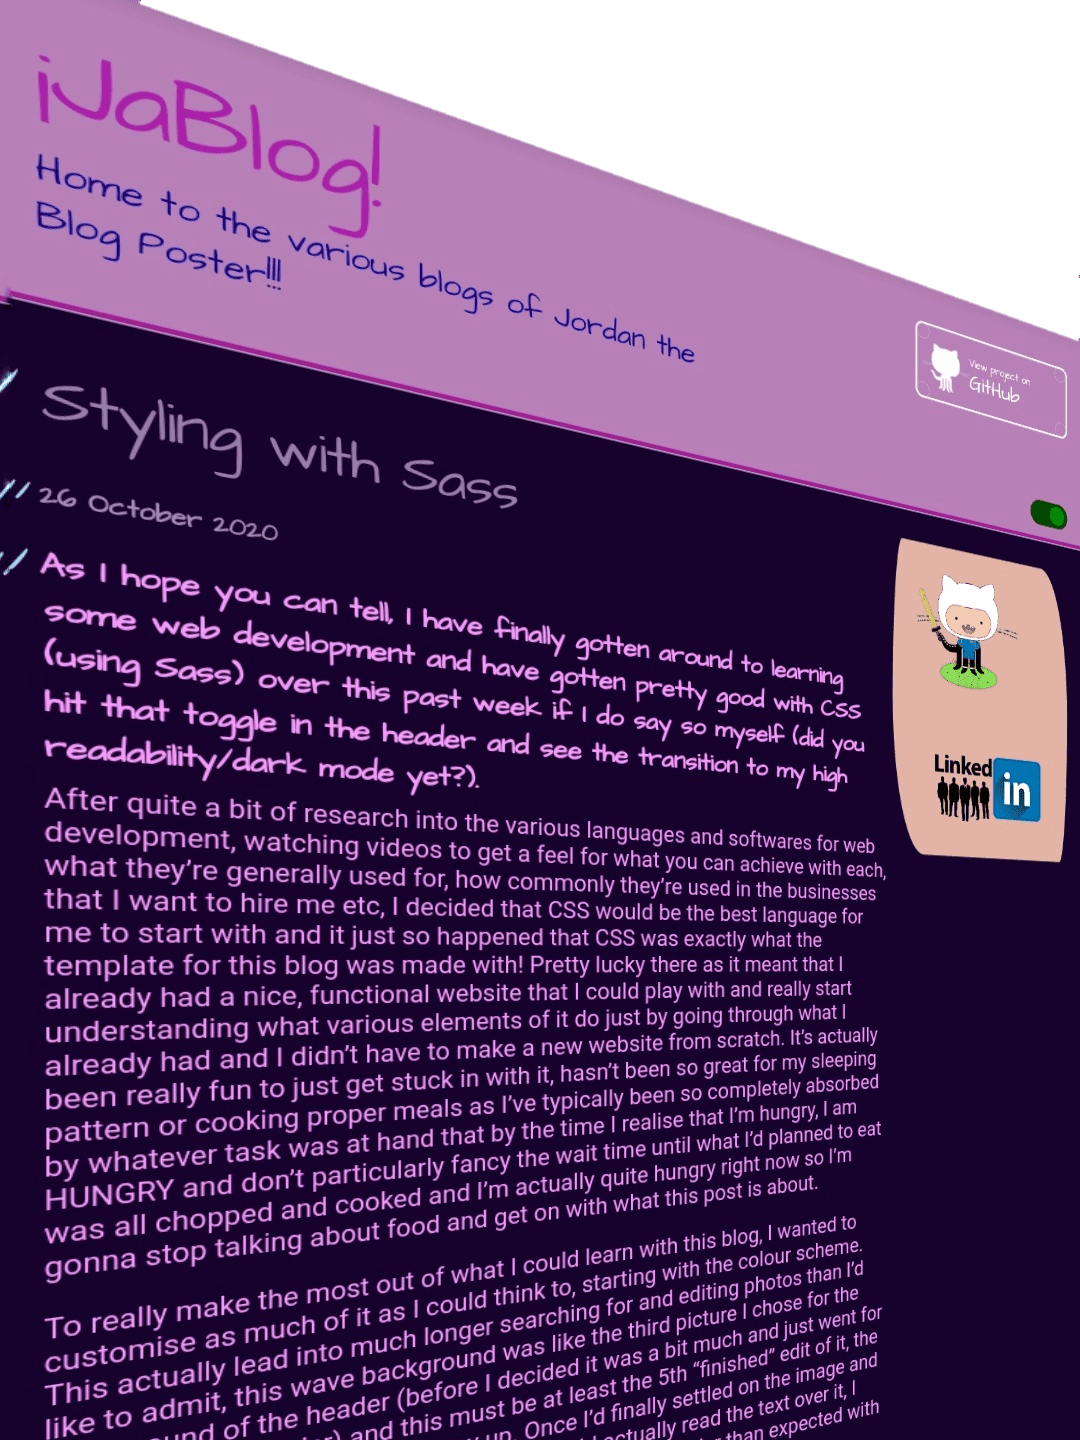 iJaBlog!
Home to the various blogs of Jordan the
Blog Poster!!!
View project on
GitHub
Styling with Sass
26 October 2020
As I hope you can tell, I have finally gotten around to learning
some web development and have gotten pretty good with CSS
(using Sass) over this past week if I do say so myself (did you
hit that toggle in the header and see the transition to my high
readability/dark mode yet?).
Linked in
After quite a bit of research into the various languages and softwares for web
development, watching videos to get a feel for what you can achieve with each,
what they're generally used for, how commonly they're used in the businesses
that I want to hire me etc, I decided that CSS would be the best language for
me to start with and it just so happened that CSS was exactly what the
template for this blog was made with! Pretty lucky there as it meant that I
already had a nice, functional website that I could play with and really start
understanding what various elements of it do just by going through what I
already had and I didn't have to make a new website from scratch. It's actually
been really fun to just get stuck in with it, hasn't been so great for my sleeping
pattern or cooking proper meals as I've typically been so completely absorbed
by whatever task was at hand that by the time I realise that I'm hungry, I am
HUNGRY and don't particularly fancy the wait time until what I'd planned to eat
was all chopped and cooked and I'm actually quite hungry right now so I'm
gonna stop talking about food and get on with what this post is about.
To really make the most out of what I could learn with this blog, I wanted to
customise as much of it as I could think to, starting with the colour scheme.
This actually lead into much longer searching for and editing photos than I'd
like to admit, this wave background was like the third picture I chose for the
of the header (before I decided it was a bit much and just went for
and this must be at least the 5th "finished" edit of it, the
up. Once I'd finally settled on the image and
actually read the text over it, I
than expected with